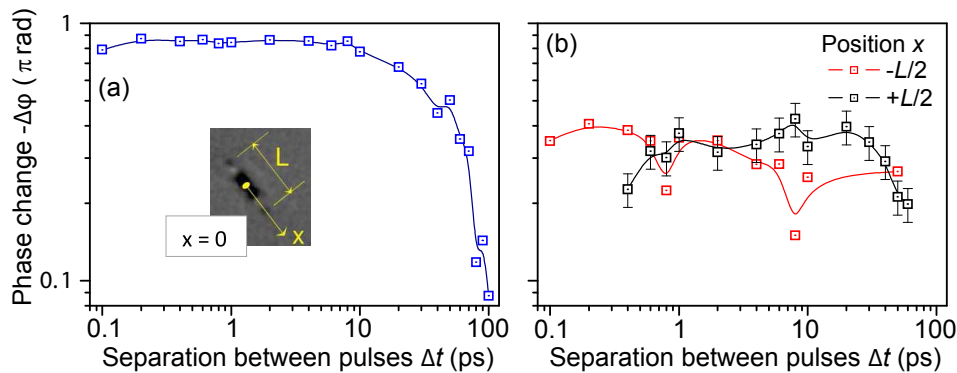 1
0.1
Phase change -Δφ (π rad)
(a)
L
x
x = 0
0.1
1
10
100
Separation between pulses Δt (ps)
(b)
Position x
-L/2
+L/2
0.1
1
10
100
Separation between pulses Δt (ps)